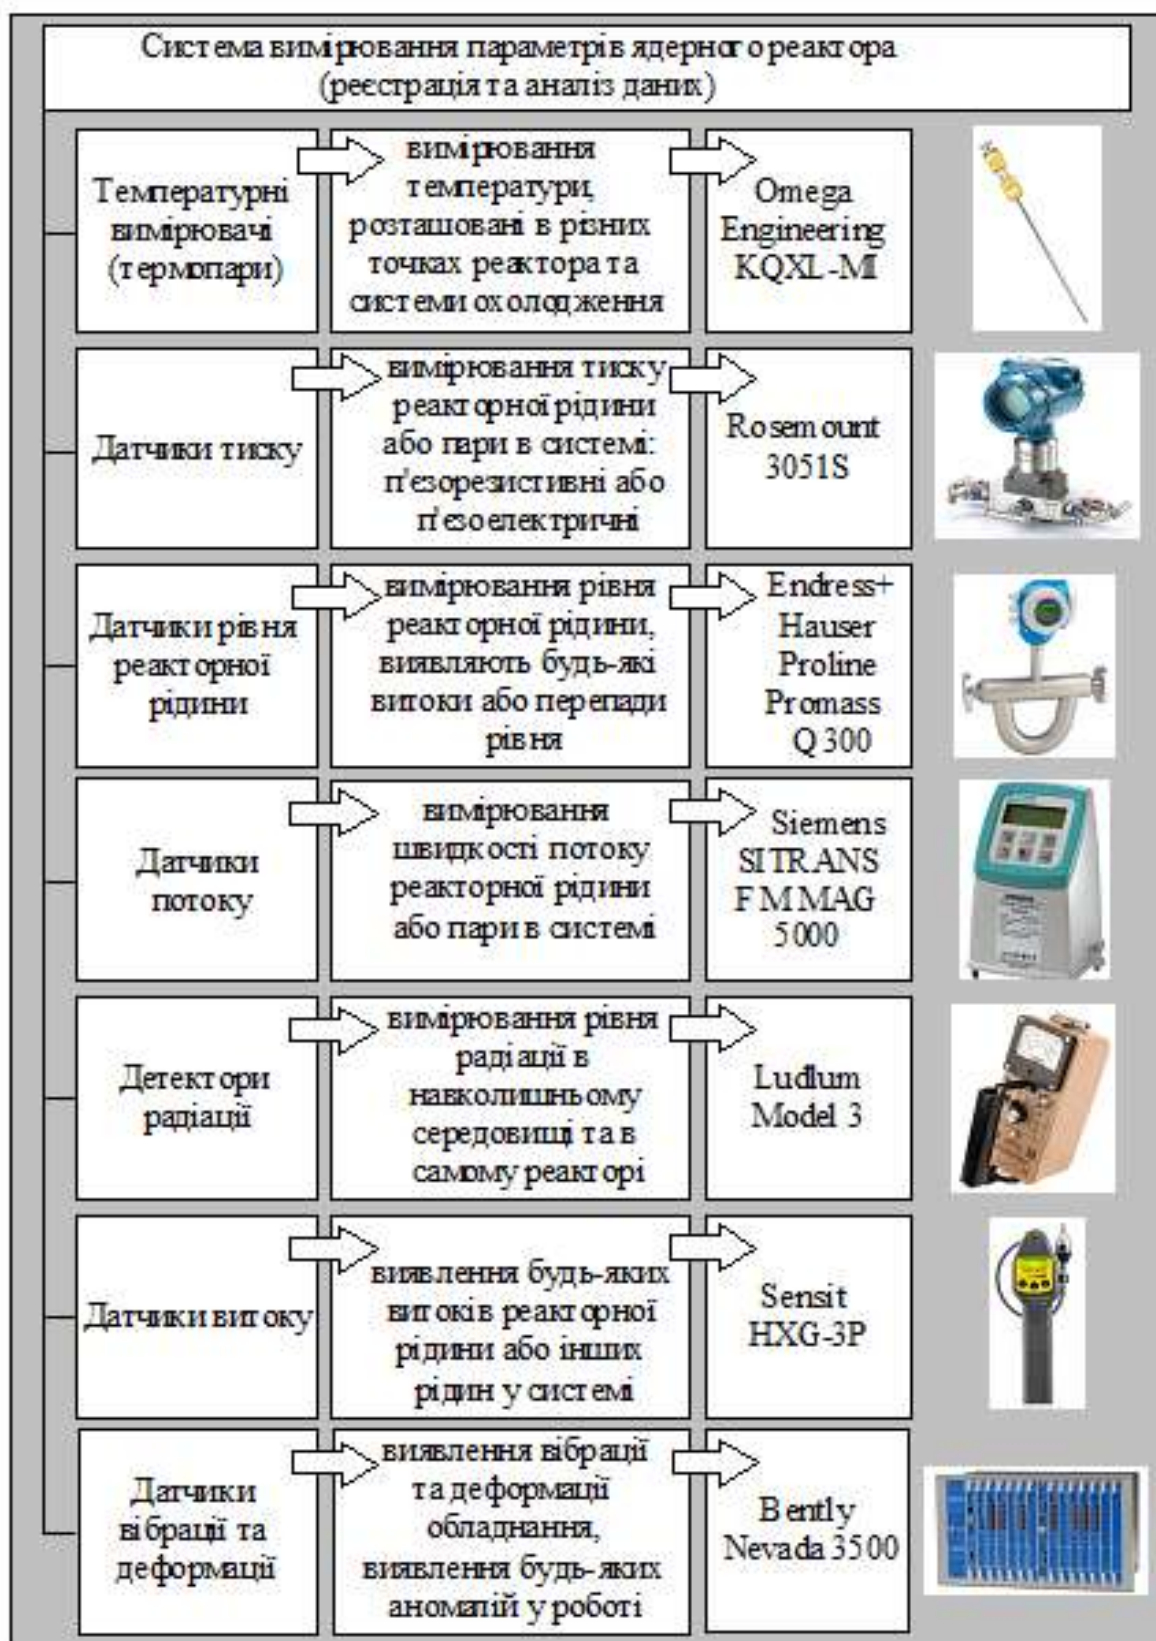 Система вимірювання параметрів ядерного реактора
(реєстрація та аналіз даних)
Температурні
вимірювачі
(термопари)
вимірювання
температури,
розташовані в різних
точках реактора та
системи охолодження
Omega
Engineering
KQXL-MI
Датчики тиску
вимірювання тиску
реакторної рідини
або пари в системі:
п'єзорезистивні або
п'єзоелектричні
Rosemount
3051S
Датчики рівня
реакторної
рідини
вимірювання рівня
реакторної рідини,
виявляють будь-які
витоки або перепади
рівня
Endress+
Hauser
Proline
Promass
Q 300
Датчики
потоку
вимірювання
швидкості потоку
реакторної рідини
або пари в системі
Siemens
SITRANS
F M MAG
5000
Детектори
радіації
вимірювання рівня
радіації в
навколишньому
середовищі та в
самому реакторі
Ludlum
Model 3
Датчики витоку
виявлення будь-яких
витоків реакторної
рідини або інших
рідин у системі
Sensit
HXG-3P
Датчики
вібрації та
деформації
виявлення вібрації
та деформації
обладнання,
виявлення будь-яких
аномалій у роботі
Bently
Nevada 3500